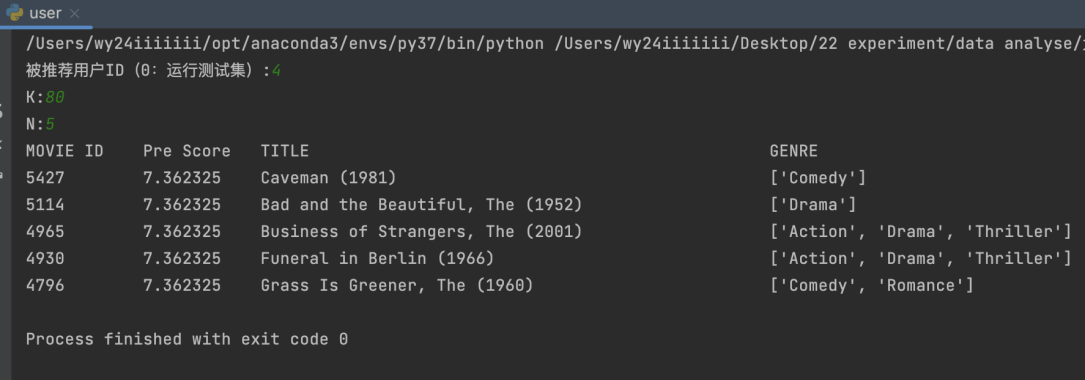 user
/Users/wy24iiiiiii/opt/anaconda3/envs/py37/bin/python /Users/wy24iiiiiii/Desktop/22 experiment/data analyse/
被推荐用户ID（0：运行测试集）:4
K:80
N:5
MOVIE ID Pre Score TITLE GENRE
5427 7.362325 Caveman (1981) ['Comedy']
5114 7.362325 Bad and the Beautiful, The (1952) ['Drama']
4965 7.362325 Business of Strangers, The (2001) ['Action', 'Drama', 'Thriller']
4930 7.362325 Funeral in Berlin (1966) ['Action', 'Drama', 'Thriller']
4796 7.362325 Grass Is Greener, The (1960) ['Comedy', 'Romance']
Process finished with exit code 0